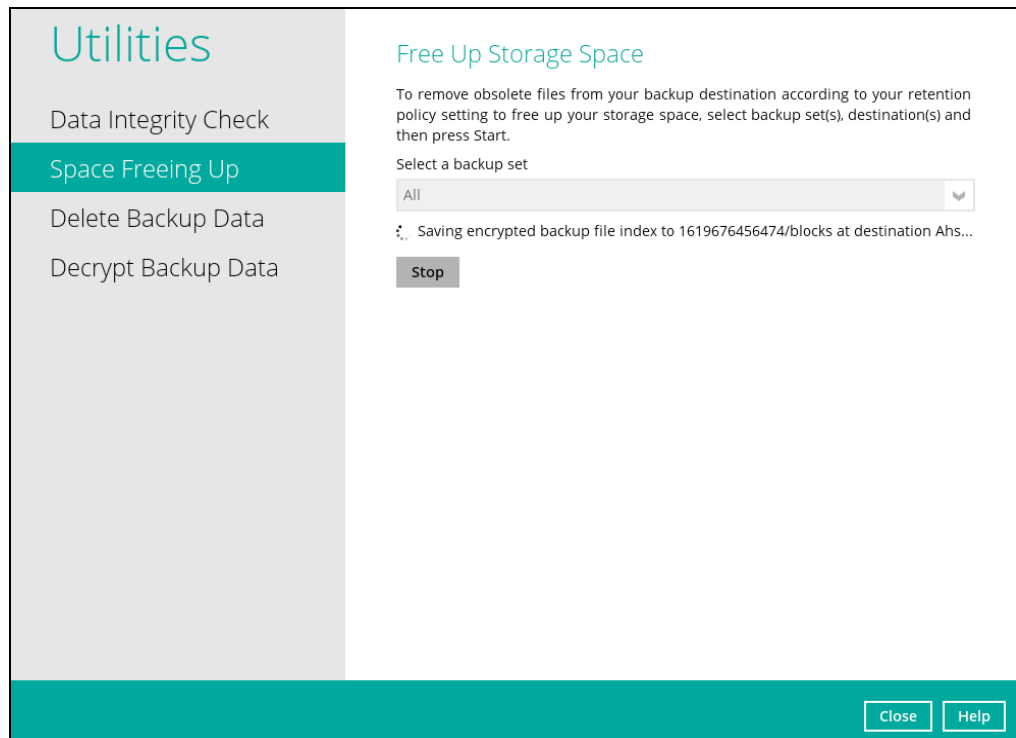 Utilities
Data Integrity Check
Space Freeing Up
Delete Backup Data
Decrypt Backup Data
Free Up Storage Space
To remove obsolete files from your backup destination according to your retention
policy setting to free up your storage space, select backup set(s), destination(s) and
then press Start.
Select a backup set
All
Saving encrypted backup file index to 1619676456474/blocks at destination Ahs...
Stop
Close
Help